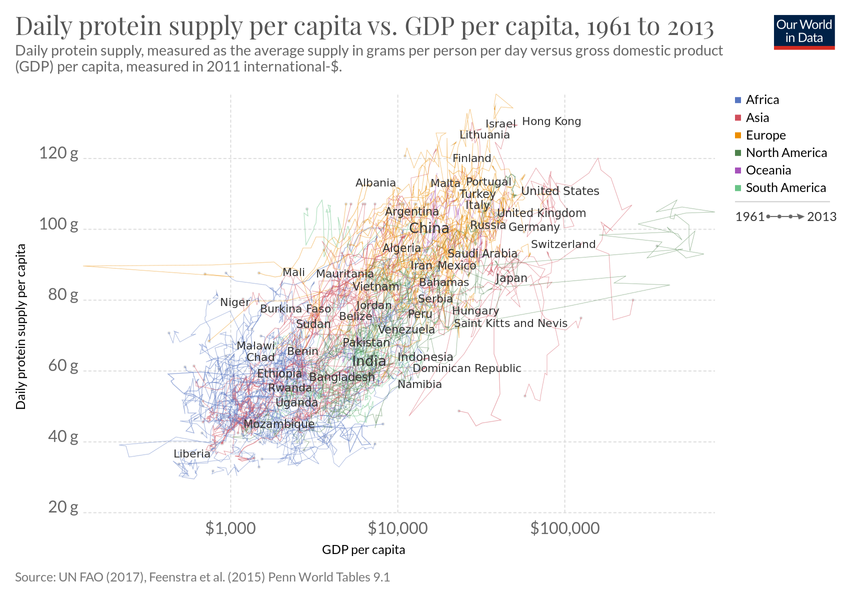 Daily protein supply per capita vs. GDP per capita, 1961 to 2013
Our World
in Data
Daily protein supply, measured as the average supply in grams per person per day versus gross domestic product
(GDP) per capita, measured in 2011 international-$.
Africa
Asia
Europe
North America
Oceania
South America
1961 2013
Daily protein supply per capita
120 g
100 g
80 g
60 g
40 g
20 g
Israel
Hong Kong
Lithuania
Finland
Albania
Malta
Portugal
Turkey
United States
Italy
Argentina
United Kingdom
China
Russia
Germany
Switzerland
Algeria
Saudi Arabia
Iran
Mexico
Mali
Mauritania
Japan
Bahamas
Vietnam
Niger
Serbia
Burkina Faso
Jordan
Hungary
Belize
Peru
Sudan
Saint Kitts and Nevis
Venezuela
Malawi
Pakistan
Benin
Chad
India
Indonesia
Dominican Republic
Ethiopia
Bangladesh
Namibia
Rwanda
Uganda
Mozambique
Liberia
$1,000
$10,000
$100,000
GDP per capita
Source: UN FAO (2017), Feenstra et al. (2015) Penn World Tables 9.1